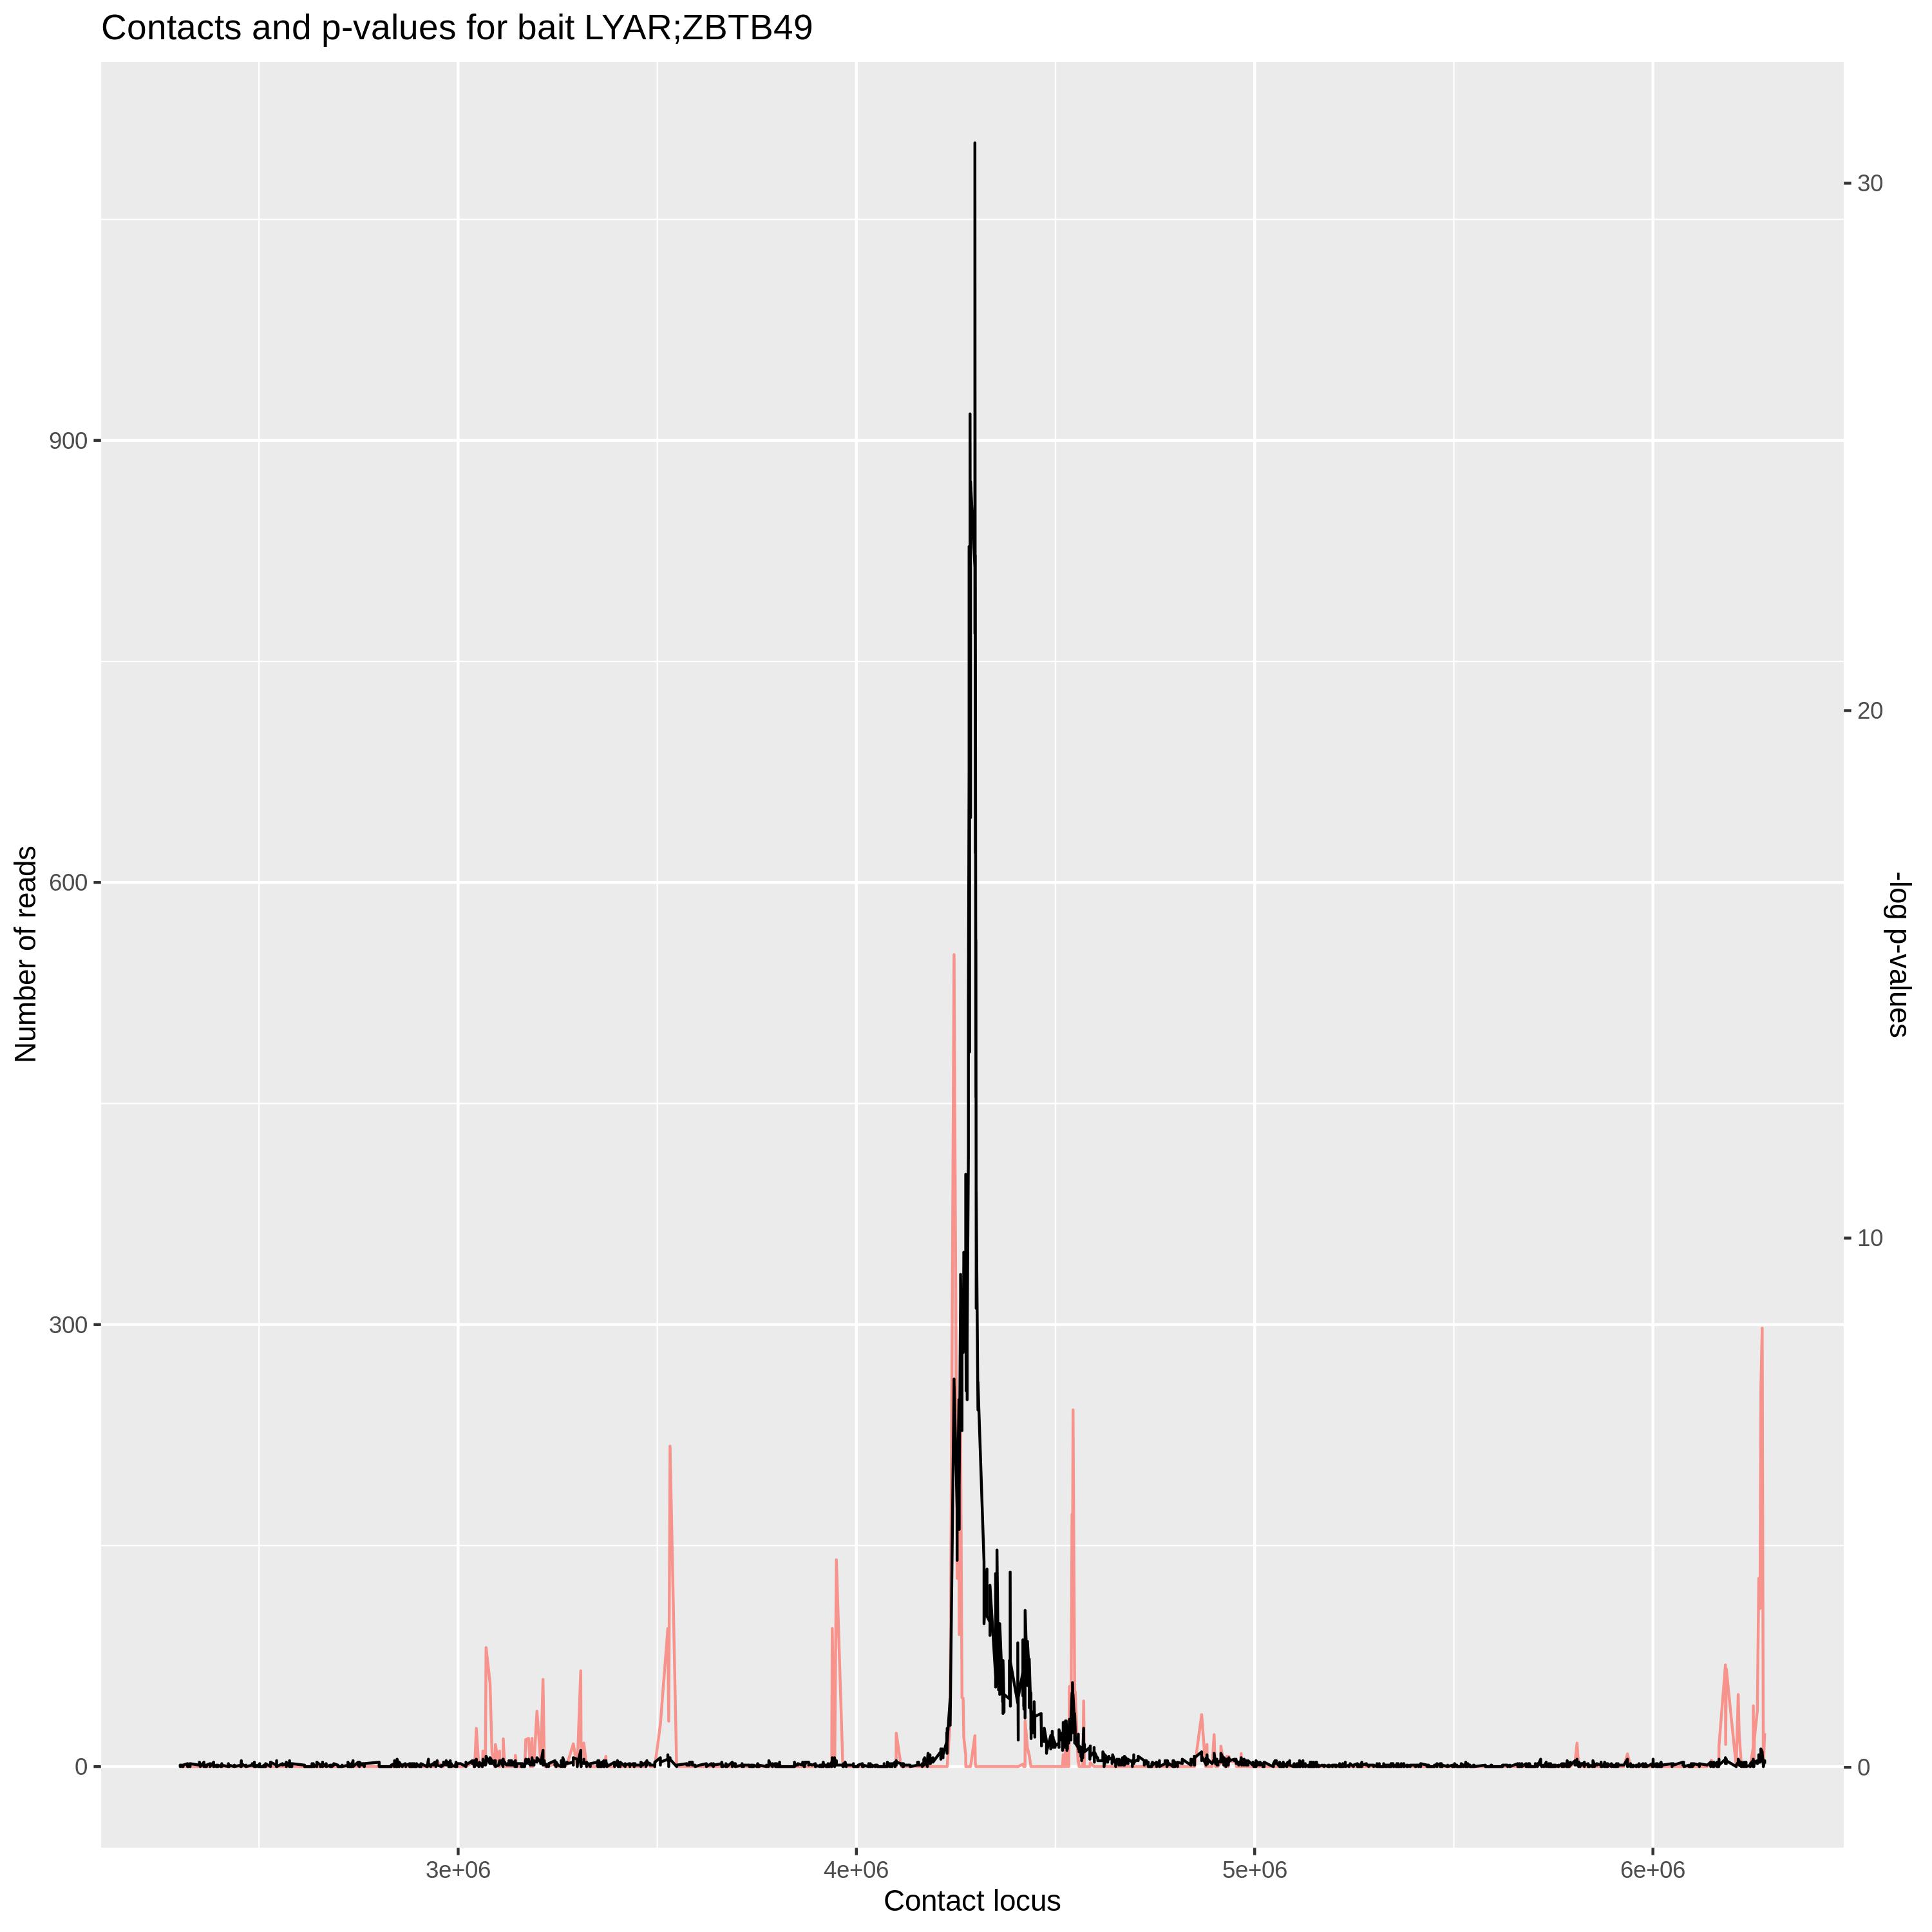 Contacts and p-values for bait LYAR;ZBTB49
Number of reads
900
600
300
0
30
20
10
0
-log p-values
3e+06 4e+06 5e+06 6e+06
Contact locus